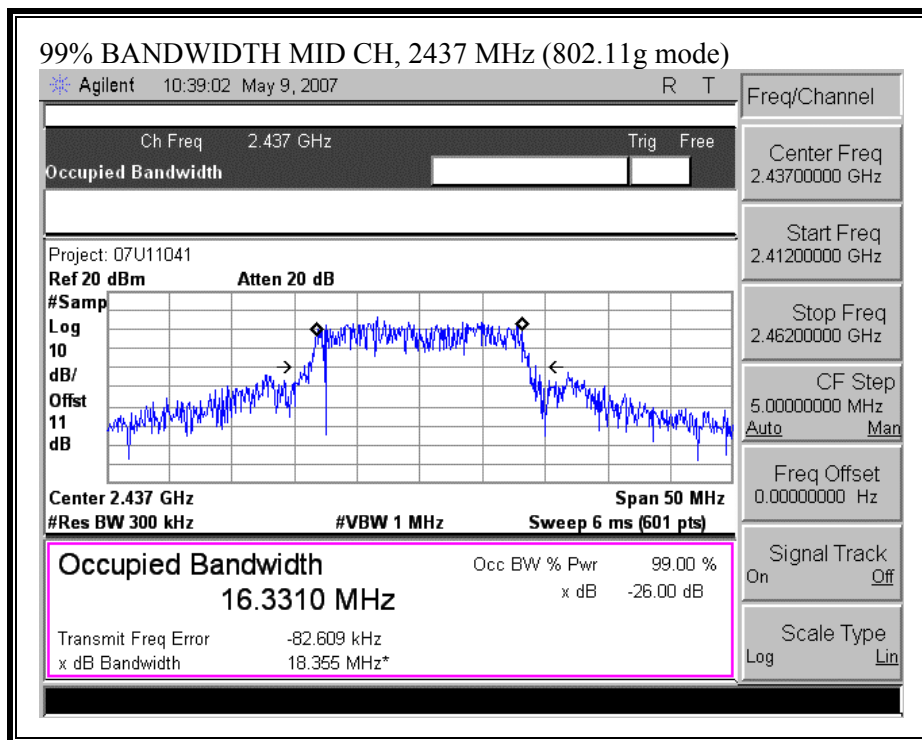 99% BANDWIDTH MID CH, 2437 MHz (802.11g mode)
Agilent 10:39:02 May 9, 2007 R T
Ch Freq 2.437 GHz Trig Free
Occupied Bandwidth
Project: 07U11041
Ref 20 dBm Atten 20 dB
#Samp
Log
10
dB/
Offst
11
dB
Center 2.437 GHz Span 50 MHz
#Res BW 300 kHz #VBW 1 MHz Sweep 6 ms (601 pts)
Occupied Bandwidth Occ BW % Pwr 99.00 %
16.3310 MHz x dB -26.00 dB
Transmit Freq Error -82.609 kHz
x dB Bandwidth 18.355 MHz*
Freq/Channel
Center Freq
2.43700000 GHz
Start Freq
2.41200000 GHz
Stop Freq
2.46200000 GHz
CF Step
5.00000000 MHz
Auto Man
Freq Offset
0.00000000 Hz
Signal Track
On Off
Scale Type
Log Lin